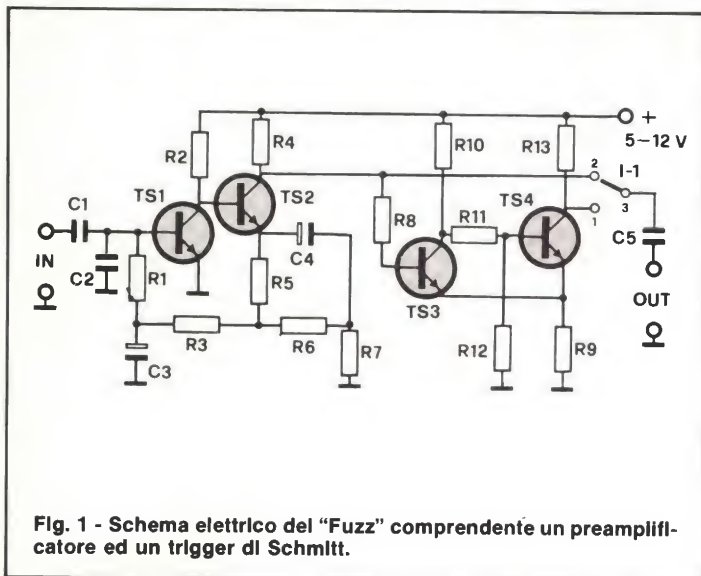 +
5–12 V
R2
R4
R10
R13
I-1
2
3
1
C1
TS1
TS2
R8
R11
TS4
C5
IN
C2
R1
C4
R5
TS3
OUT
R3
R6
R7
R12
R9
C3
Fig. 1 - Schema elettrico del "Fuzz" comprendente un preamplifi-
catore ed un trigger di Schmitt.